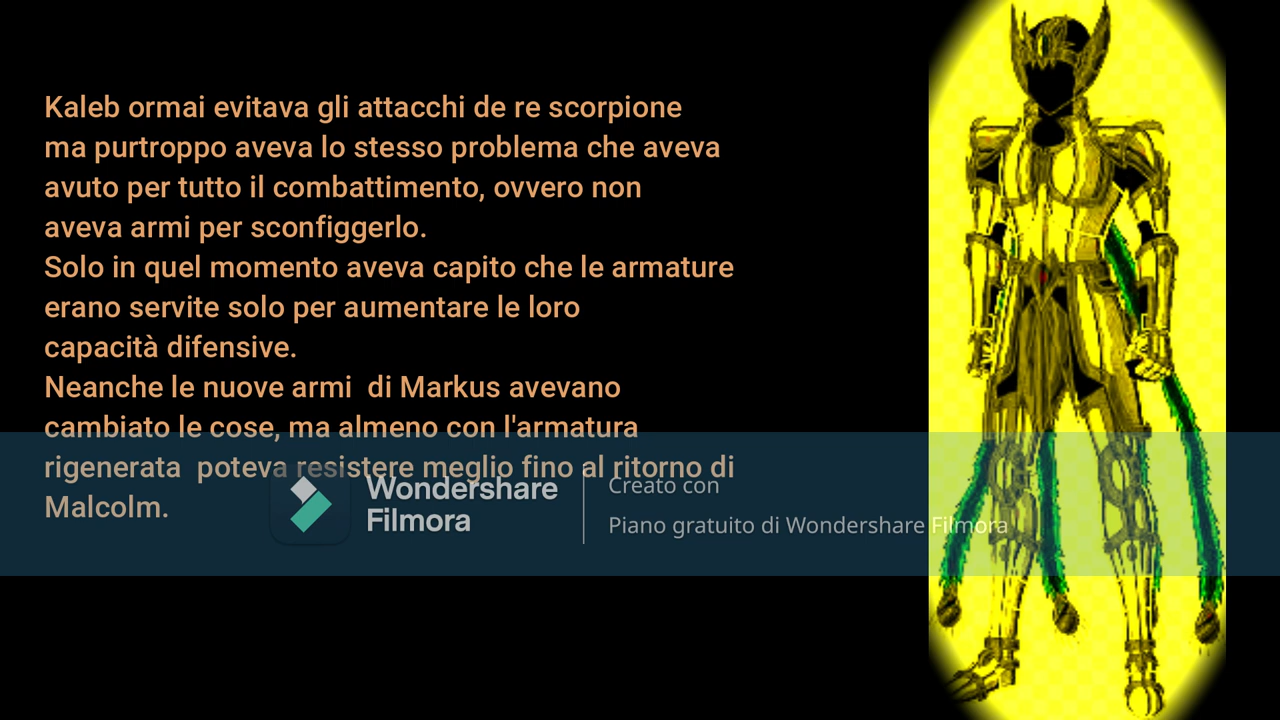 Kaleb ormai evitava gli attacchi de re scorpione
ma purtroppo aveva lo stesso problema che aveva
avuto per tutto il combattimento, ovvero non
aveva armi per sconfiggerlo.
Solo in quel momento aveva capito che le armature
erano servite solo per aumentare le loro
capacità difensive.
Neanche le nuove armi  di Markus avevano
cambiato le cose, ma almeno con l'armatura
rigenerata  poteva resistere meglio fino al ritorno di
Malcolm.
Wondershare
Filmora
Creato con
Piano gratuito di Wondershare Filmora